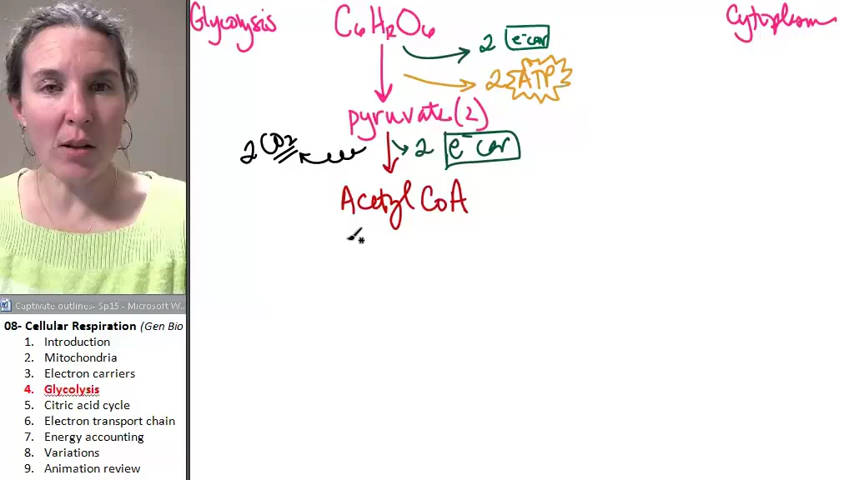 Glycolysis
C6H12O6
Cytoplasm
2 e- car
2 ATP
pyruvate (2)
2 CO2
2 e- car
Acetyl CoA
Captivate outlines- Sp15 - Microsoft W.
08- Cellular Respiration (Gen Bio
1. Introduction
2. Mitochondria
3. Electron carriers
4. Glycolysis
5. Citric acid cycle
6. Electron transport chain
7. Energy accounting
8. Variations
9. Animation review